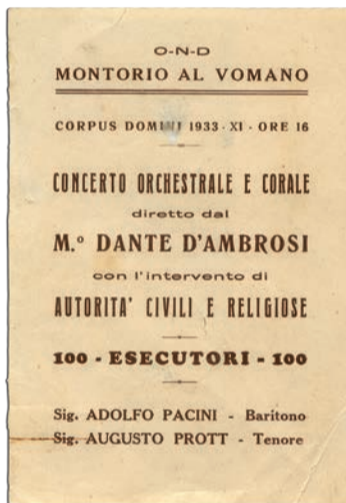 O-N-D
MONTORIO AL VOMANO
CORPUS DOMINI 1933 - XI - ORE 16
CONCERTO ORCHESTRALE E CORALE
diretto dal
M.º DANTE D'AMBROSI
con l'intervento di
AUTORITA' CIVILI E RELIGIOSE
100 - ESECUTORI - 100
Sig. ADOLFO PACINI - Baritono
Sig. AUGUSTO PROTT - Tenore